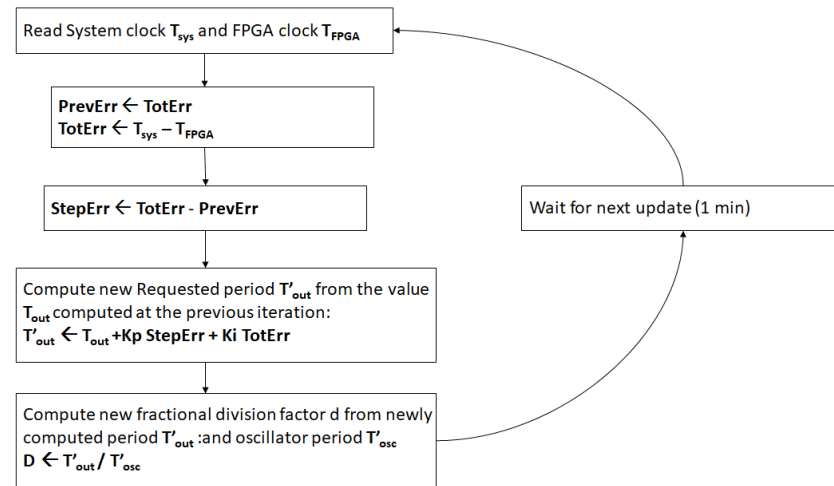 Read System clock Tsys and FPGA clock TFPGA
PrevErr ← TotErr
TotErr ← Tsys – TFPGA
StepErr ← TotErr - PrevErr
Wait for next update (1 min)
Compute new Requested period T'out from the value
Tout computed at the previous iteration:
T'out ← Tout +Kp StepErr + Ki TotErr
Compute new fractional division factor d from newly
computed period T'out :and oscillator period T'osc
D ← T'out / T'osc